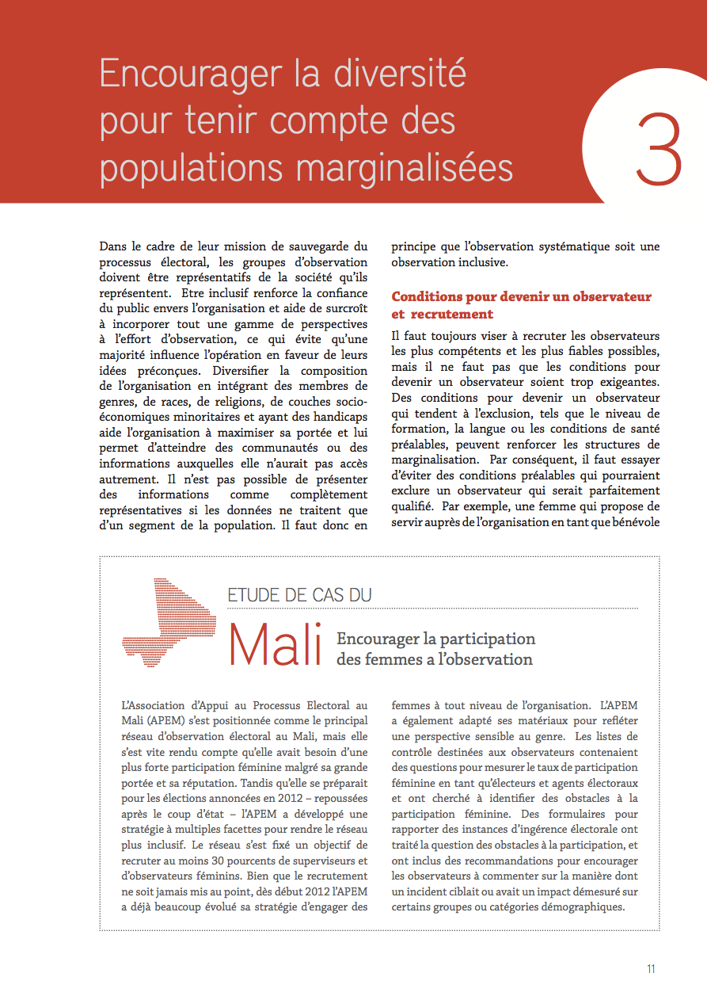 Encourager la diversité
pour tenir compte des
populations marginalisées
3
Dans le cadre de leur mission de sauvegarde du
processus électoral, les groupes d’observation
doivent être représentatifs de la société qu’ils
représentent. Etre inclusif renforce la confiance
du public envers l’organisation et aide de surcroît
à incorporer tout une gamme de perspectives
à l’effort d’observation, ce qui évite qu’une
majorité influence l’opération en faveur de leurs
idées préconçues. Diversifier la composition
de l’organisation en intégrant des membres de
genres, de races, de religions, de couches socio-
économiques minoritaires et ayant des handicaps
aide l’organisation à maximiser sa portée et lui
permet d’atteindre des communautés ou des
informations auxquelles elle n’aurait pas accès
autrement. Il n’est pas possible de présenter
des informations comme complètement
représentatives si les données ne traitent que
d’un segment de la population. Il faut donc en
principe que l’observation systématique soit une
observation inclusive.
Conditions pour devenir un observateur
et recrutement
Il faut toujours viser à recruter les observateurs
les plus compétents et les plus fiables possibles,
mais il ne faut pas que les conditions pour
devenir un observateur soient trop exigeantes.
Des conditions pour devenir un observateur
qui tendent à l’exclusion, tels que le niveau de
formation, la langue ou les conditions de santé
préalables, peuvent renforcer les structures de
marginalisation. Par conséquent, il faut essayer
d’éviter des conditions préalables qui pourraient
exclure un observateur qui serait parfaitement
qualifié. Par exemple, une femme qui propose de
servir auprès de l’organisation en tant que bénévole
ETUDE DE CAS DU
Mali
Encourager la participation
des femmes a l’observation
L’Association d’Appui au Processus Electoral au
Mali (APEM) s’est positionnée comme le principal
réseau d’observation électoral au Mali, mais elle
s’est vite rendu compte qu’elle avait besoin d’une
plus forte participation féminine malgré sa grande
portée et sa réputation. Tandis qu’elle se préparait
pour les élections annoncées en 2012 – repoussées
après le coup d’état – l’APEM a développé une
stratégie à multiples facettes pour rendre le réseau
plus inclusif. Le réseau s’est fixé un objectif de
recruter au moins 30 pourcents de superviseurs et
d’observateurs féminins. Bien que le recrutement
ne soit jamais mis au point, dès début 2012 l’APEM
a déjà beaucoup évolué sa stratégie d’engager des
femmes à tout niveau de l’organisation. L’APEM
a également adapté ses matériaux pour refléter
une perspective sensible au genre. Les listes de
contrôle destinées aux observateurs contenaient
des questions pour mesurer le taux de participation
féminine en tant qu’électeurs et agents électoraux
et ont cherché à identifier des obstacles à la
participation féminine. Des formulaires pour
rapporter des instances d’ingérence électorale ont
traité la question des obstacles à la participation, et
ont inclus des recommandations pour encourager
les observateurs à commenter sur la manière dont
un incident ciblait ou avait un impact démesuré sur
certains groupes ou catégories démographiques.
11